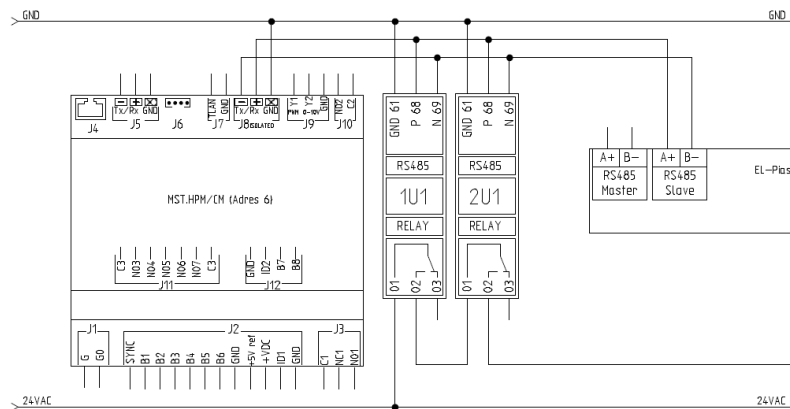 GND
GND
J4
Tx/Rx GND
J5
J6
TLAN
GND
J7
Tx/Rx GND
J8 ISOLATED
Y1
Y2
GND
PWM 0-10V
J9
NO2
C2
J10
GND 61
P 68
N 69
RS485
1U1
RELAY
01
02
03
GND 61
P 68
N 69
RS485
2U1
RELAY
01
02
03
A+ B-
RS485
Master
A+ B-
RS485
Slave
EL-Pias
MST.HPM/CM (Adres 6)
C3
NO3
NO4
NO5
NO6
NO7
C3
J11
GND
ID2
B7
B8
J12
J1
G
G0
J2
SYNC
B1
B2
B3
B4
B5
B6
GND
+5V ref
+VDC
ID1
GND
J3
C1
NC1
NO1
24VAC
24VAC